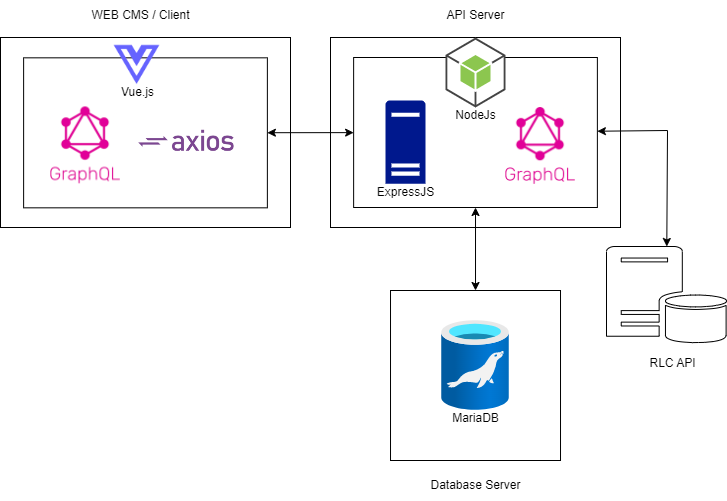 WEB CMS / Client
API Server
Vue.js
NodeJs
GraphQL
axios
ExpressJS
GraphQL
RLC API
MariaDB
Database Server